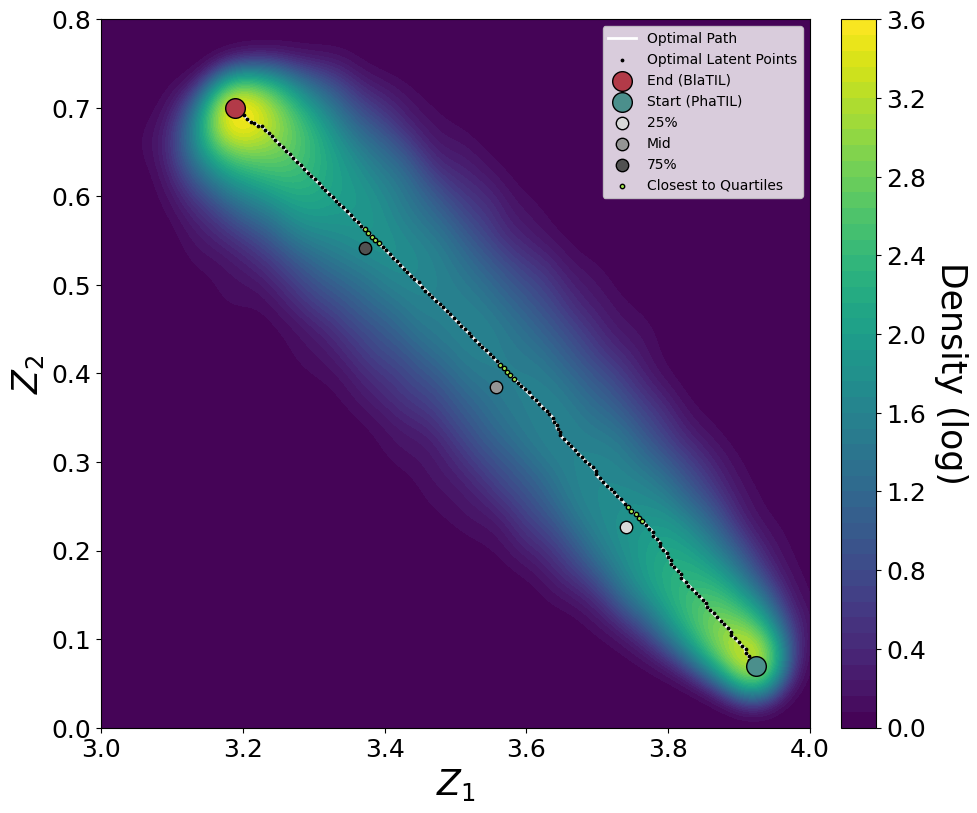 0.8
0.7
0.6
0.5
0.4
0.3
0.2
0.1
0.0
Z2
3.0 3.2 3.4 3.6 3.8 4.0
Z1
Optimal Path
Optimal Latent Points
End (BlaTIL)
Start (PhaTIL)
25%
Mid
75%
Closest to Quartiles
3.6
3.2
2.8
2.4
2.0
1.6
1.2
0.8
0.4
0.0
Density (log)